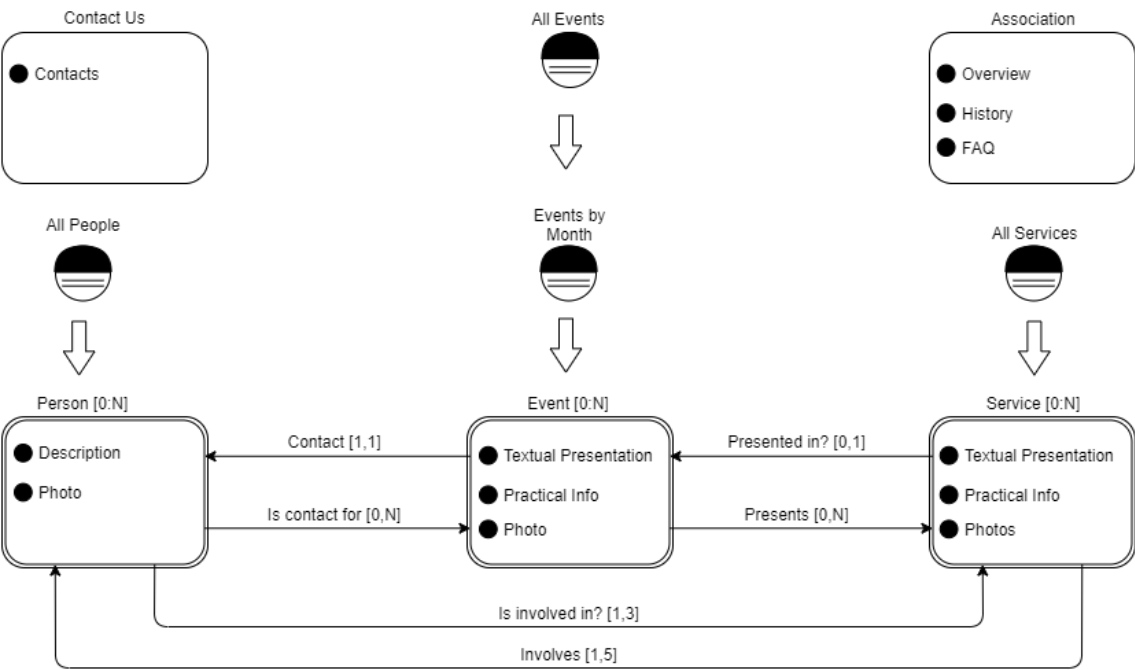 Contact Us
Contacts
All Events
Association
Overview
History
FAQ
All People
Events by
Month
All Services
Person [0:N]
Description
Photo
Event [0:N]
Textual Presentation
Practical Info
Photo
Service [0:N]
Textual Presentation
Practical Info
Photos
Contact [1,1]
Presented in? [0,1]
Is contact for [0,N]
Presents [0,N]
Is involved in? [1,3]
Involves [1,5]